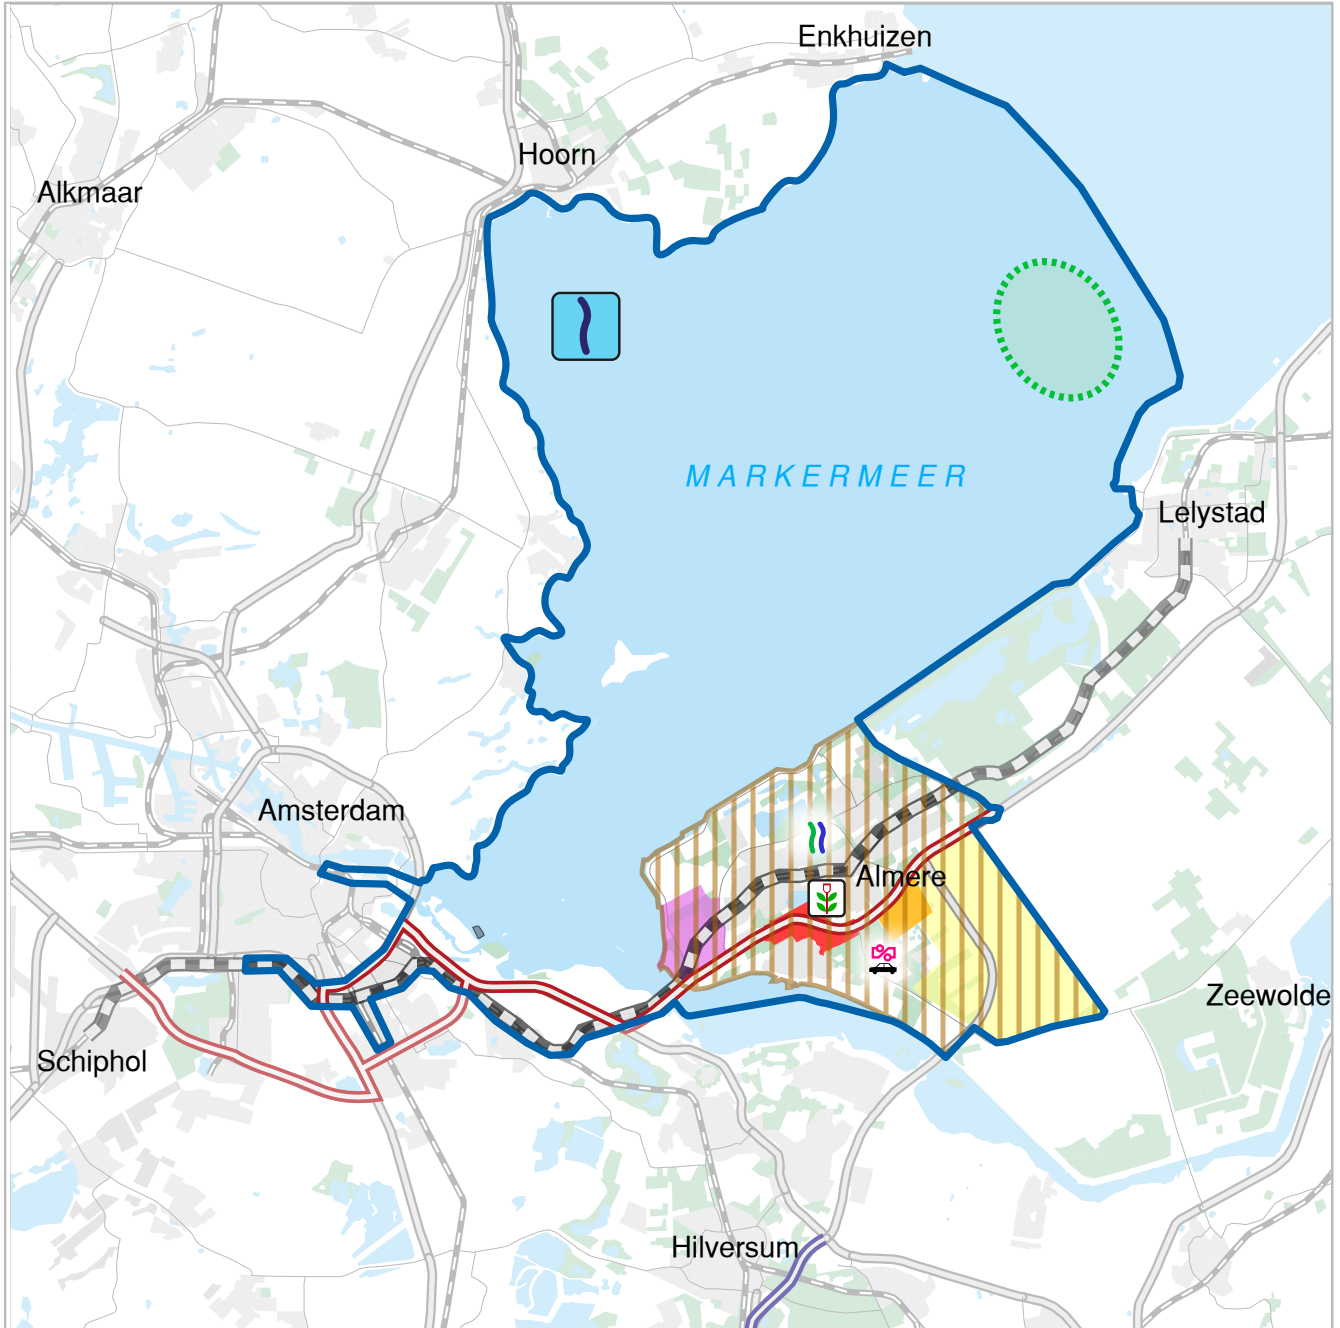 Enkhuizen
Hoorn
Alkmaar
MARKERMEER
Lelystad
Amsterdam
Almere
Zeewolde
Schiphol
Hilversum